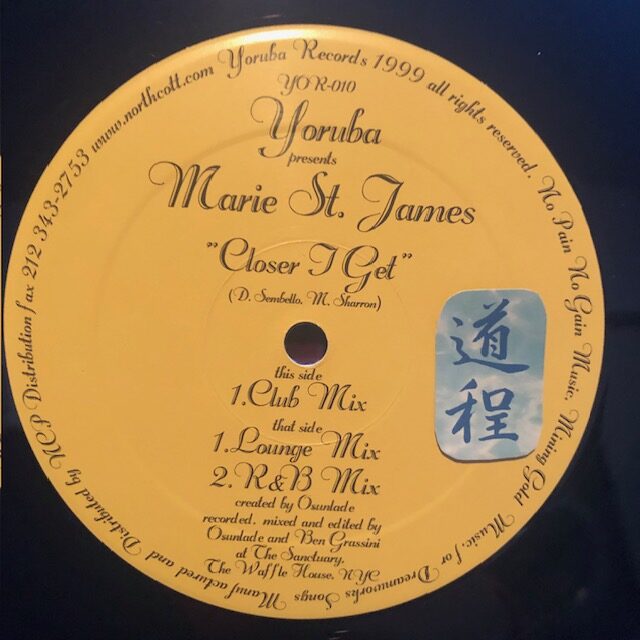 Yoruba Records 1999 all rights reserved. No Pain No Gain Music, Mining Gold Music, for Dreamworks Songs
Manufactured and Distributed by NCP Distribution fax 212 343-2753 www.northcott.com
YOR-010
Yoruba
presents
Marie St. James
"Closer I Get"
(D. Sembello, M. Sharron)
this side
1.Club Mix
that side
1.Lounge Mix
2. R&B Mix
created by Osunlade
recorded, mixed and edited by
Osunlade and Ben Grassini
at The Sanctuary,
The Waffle House, NYC
道
程